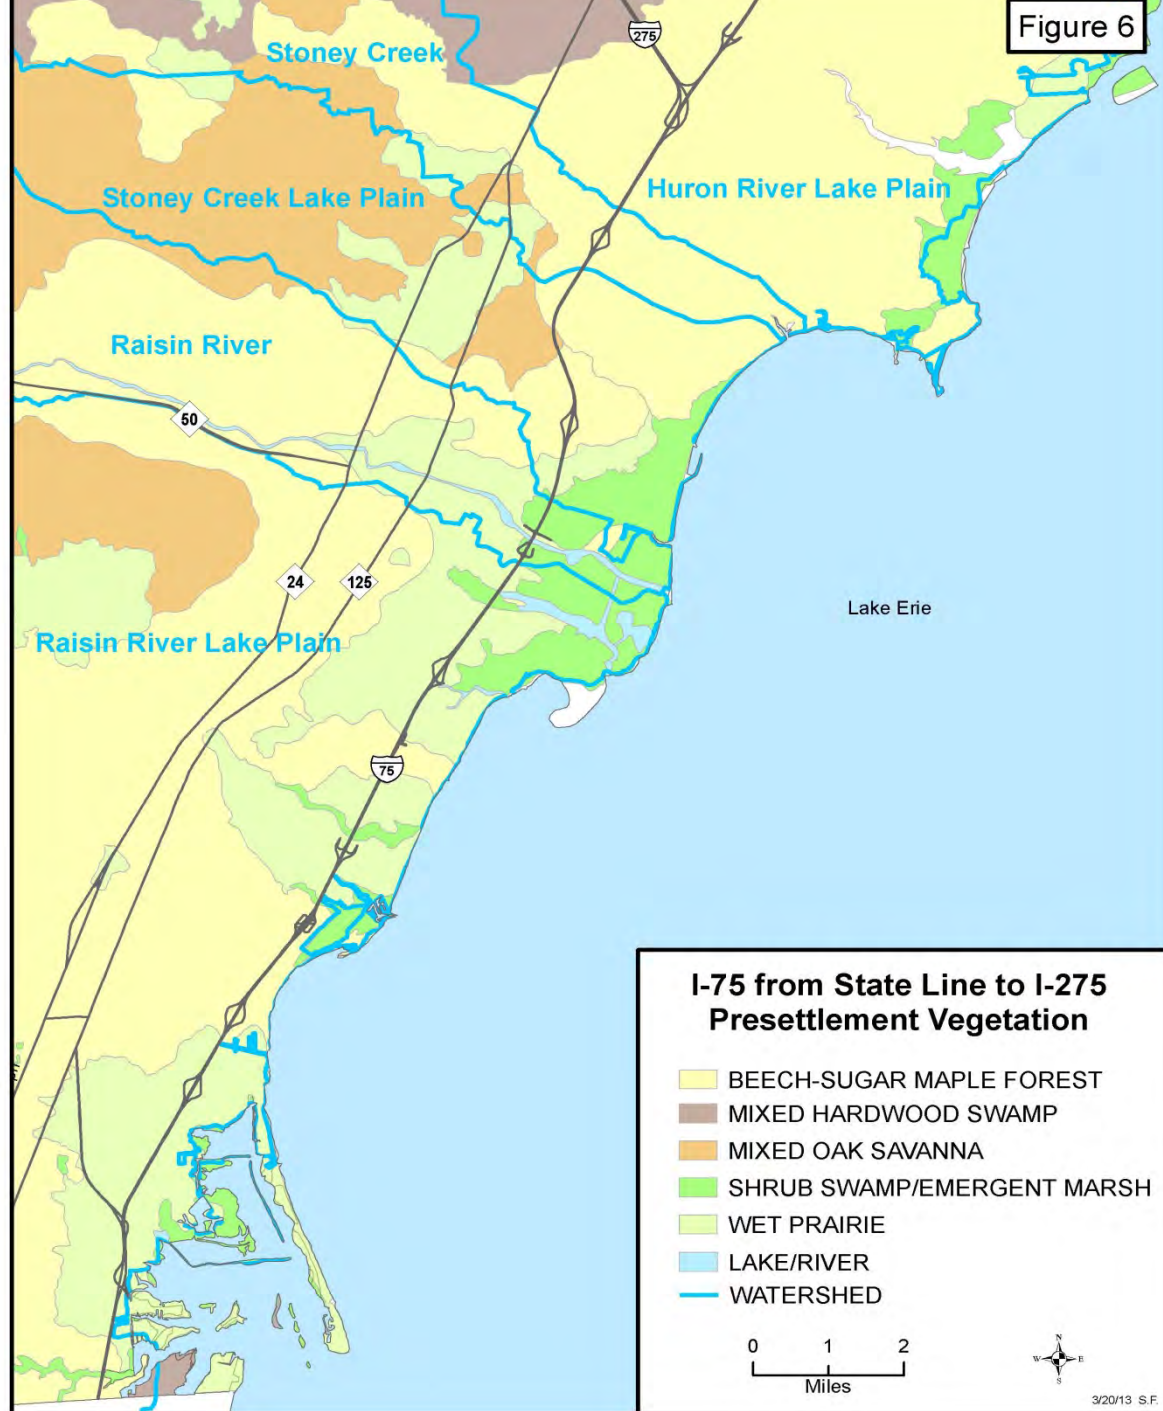 Figure 6
275
Stoney Creek
Stoney Creek Lake Plain
Huron River Lake Plain
Raisin River
50
24
125
Lake Erie
Raisin River Lake Plain
75
I-75 from State Line to I-275
Presettlement Vegetation
BEECH-SUGAR MAPLE FOREST
MIXED HARDWOOD SWAMP
MIXED OAK SAVANNA
SHRUB SWAMP/EMERGENT MARSH
WET PRAIRIE
LAKE/RIVER
WATERSHED
0 1 2
Miles
N
W E
S
3/20/13 S.F.